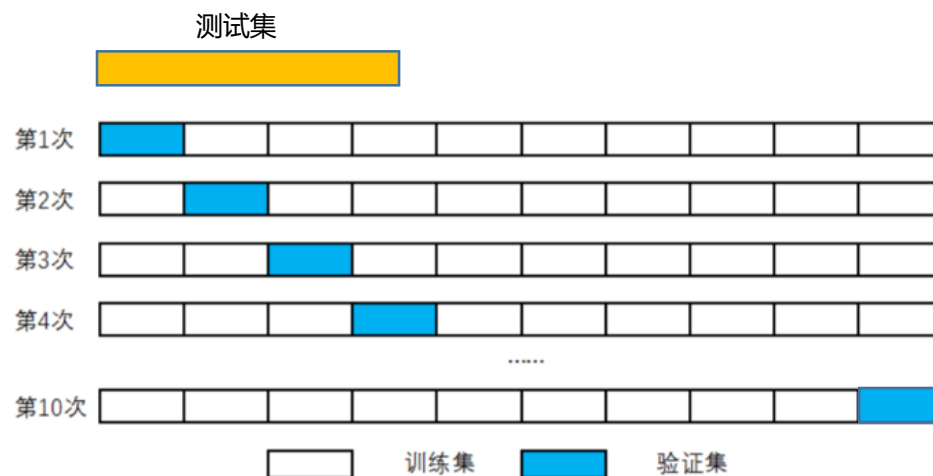 测试集
第1次
第2次
第3次
第4次
......
第10次
训练集 验证集